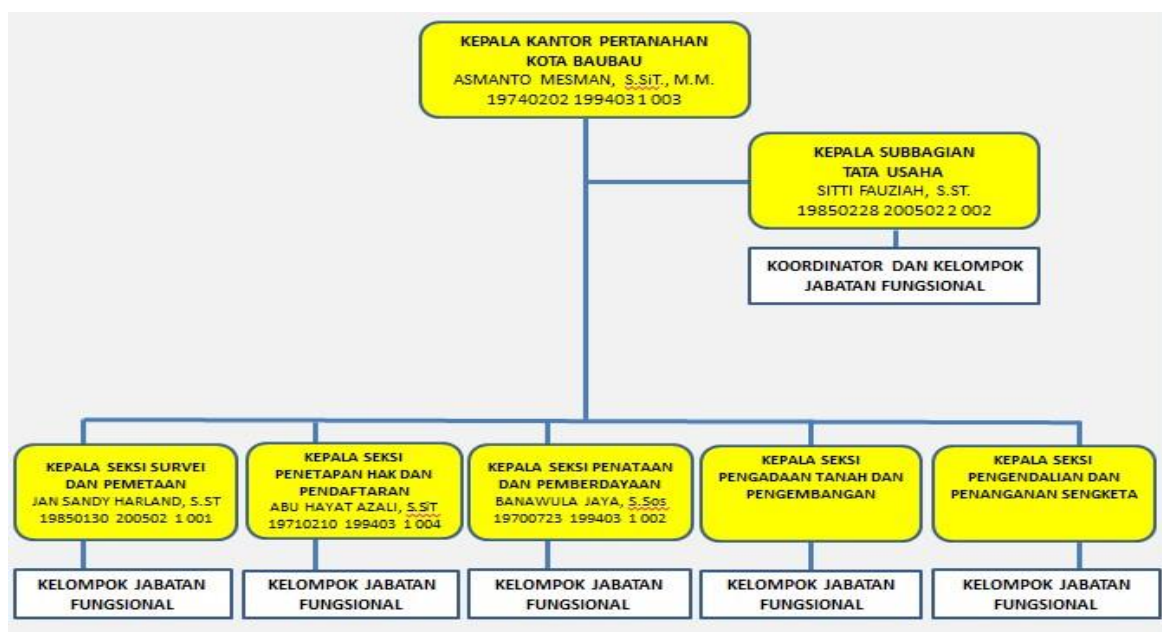 KEPALA KANTOR PERTANAHAN
KOTA BAUBAU
ASMANTO MESMAN, S.SiT., M.M.
19740202 199403 1 003
KEPALA SUBBAGIAN
TATA USAHA
SITTI FAUZIAH, S.ST.
19850228 200502 2 002
KOORDINATOR DAN KELOMPOK
JABATAN FUNGSIONAL
KEPALA SEKSI SURVEI
DAN PEMETAAN
JAN SANDY HARLAND, S.ST
19850130 200502 1 001
KEPALA SEKSI
PENETAPAN HAK DAN
PENDAFTARAN
ABU HAYAT AZALI, S.SiT
19710210 199403 1 004
KEPALA SEKSI PENATAAN
DAN PEMBERDAYAAN
BANAWULA JAYA, S.Sos
19700723 199403 1 002
KEPALA SEKSI
PENGADAAN TANAH DAN
PENGEMBANGAN
KEPALA SEKSI
PENGENDALIAN DAN
PENANGANAN SENGKETA
KELOMPOK JABATAN
FUNGSIONAL
KELOMPOK JABATAN
FUNGSIONAL
KELOMPOK JABATAN
FUNGSIONAL
KELOMPOK JABATAN
FUNGSIONAL
KELOMPOK JABATAN
FUNGSIONAL